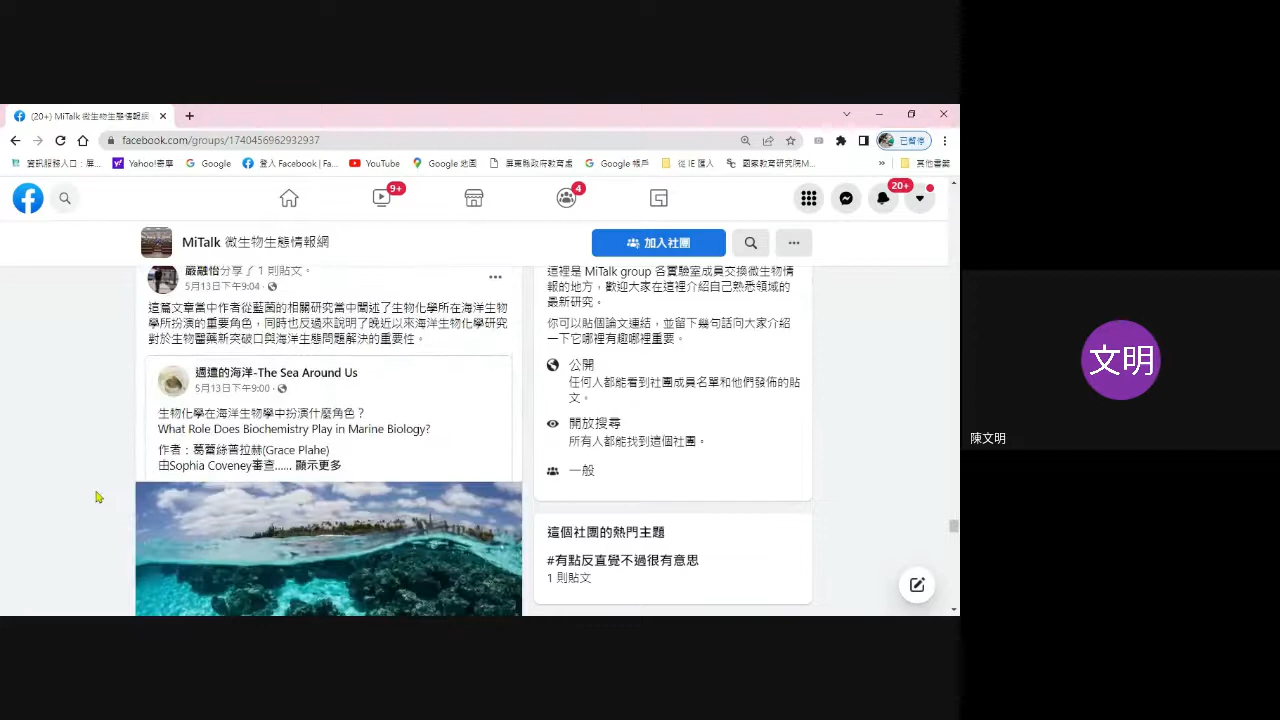 (20+) MiTalk 微生物生態情報網
facebook.com/groups/1740456962932937
已暫停
資訊服務入口：屏...
Yahoo!奇摩
Google
登入 Facebook | Fa...
YouTube
Google 地圖
屏東縣政府教育處
Google 帳戶
從 IE 匯入
國家教育研究院M...
»
其他書籤
9+
4
20+
MiTalk 微生物生態情報網
加入社團
嚴融怡分享了 1 則貼文。
5月13日下午9:04 ·
這篇文章當中作者從藍菌的相關研究當中闡述了生物化學所在海洋生物
學所扮演的重要角色，同時也反過來說明了晚近以來海洋生物化學研究
對於生物醫藥新突破口與海洋生態問題解決的重要性。
週遭的海洋-The Sea Around Us
5月13日下午9:00 ·
生物化學在海洋生物學中扮演什麼角色？
What Role Does Biochemistry Play in Marine Biology?
作者：葛蕾絲普拉赫(Grace Plahe)
由Sophia Coveney審查...... 顯示更多
這裡是 MiTalk group 各實驗室成員交換微生物情
報的地方，歡迎大家在這裡介紹自己熟悉領域的
最新研究。
你可以貼個論文連結，並留下幾句話向大家介紹
一下它哪裡有趣哪裡重要。
公開
任何人都能看到社團成員名單和他們發佈的貼
文。
開放搜尋
所有人都能找到這個社團。
一般
這個社團的熱門主題
#有點反直覺不過很有意思
1 則貼文
文明
陳文明